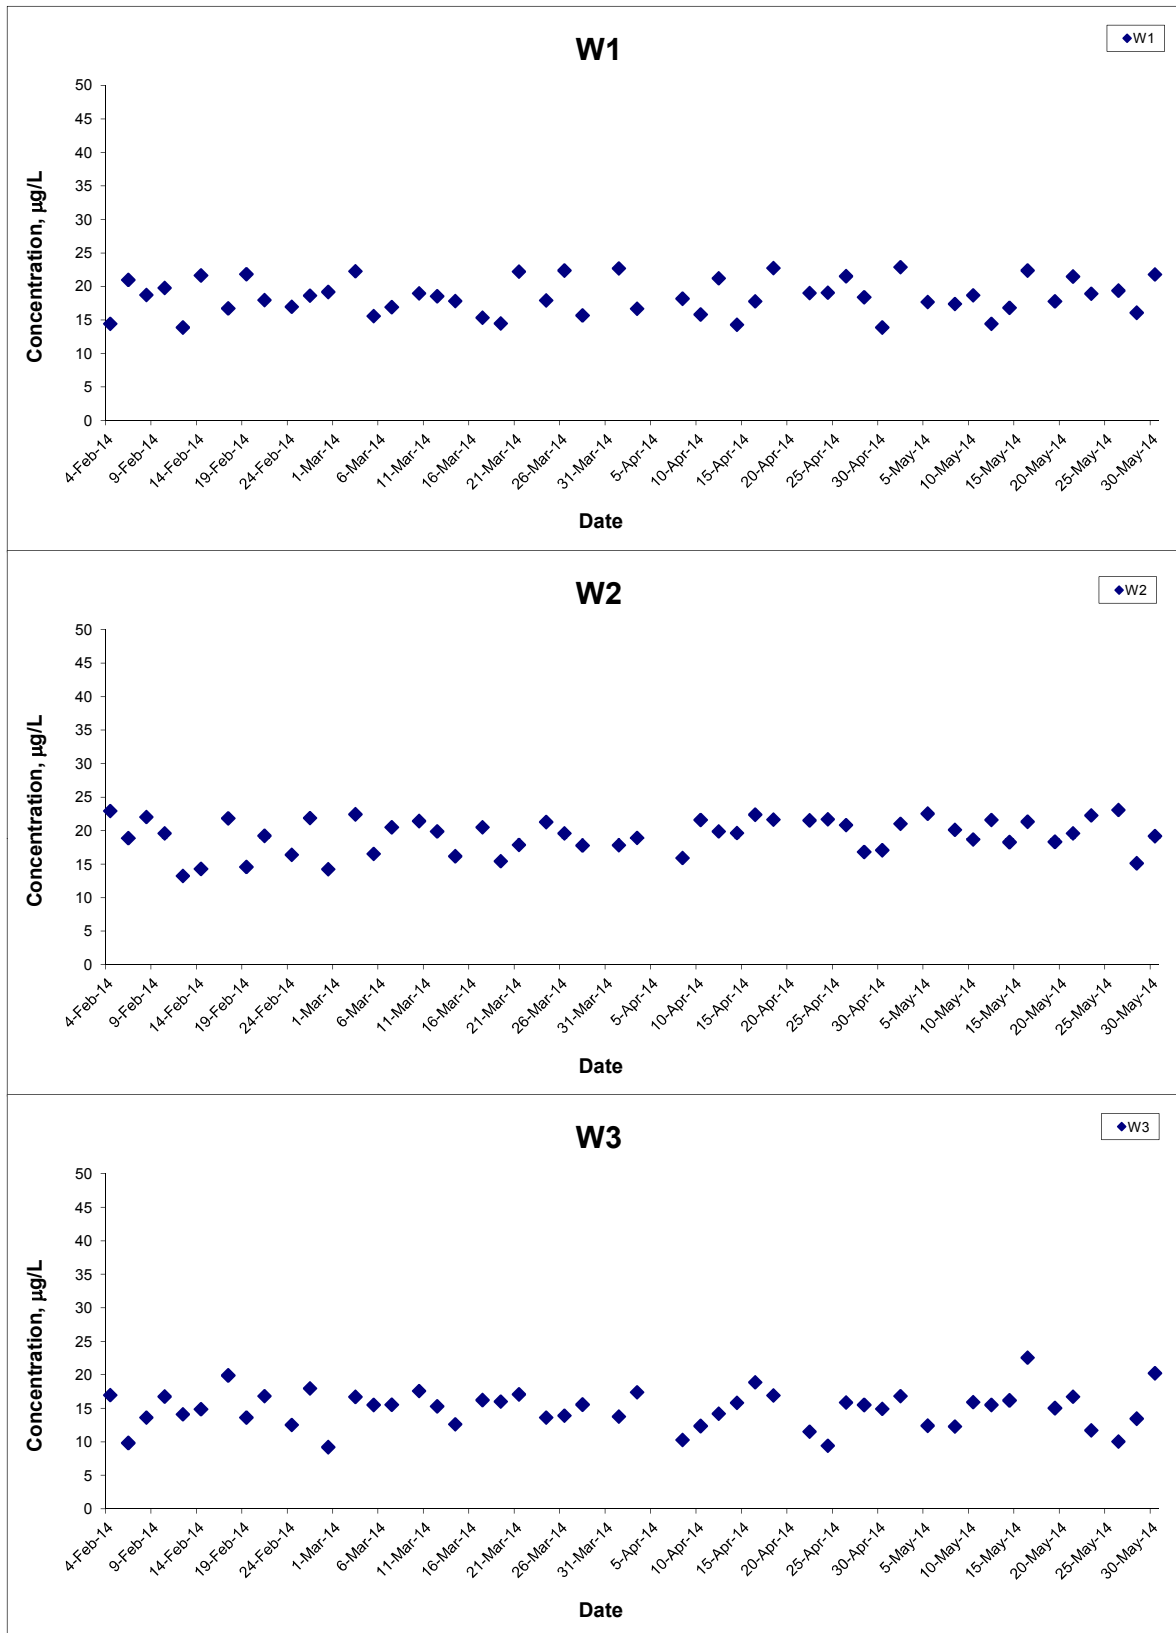 W1
W1
50
45
40
35
30
25
20
15
10
5
0
Concentration, µg/L
4-Feb-14
9-Feb-14
14-Feb-14
19-Feb-14
24-Feb-14
1-Mar-14
6-Mar-14
11-Mar-14
16-Mar-14
21-Mar-14
26-Mar-14
31-Mar-14
5-Apr-14
10-Apr-14
15-Apr-14
20-Apr-14
25-Apr-14
30-Apr-14
5-May-14
10-May-14
15-May-14
20-May-14
25-May-14
30-May-14
Date
W2
W2
50
45
40
35
30
25
20
15
10
5
0
Concentration, µg/L
4-Feb-14
9-Feb-14
14-Feb-14
19-Feb-14
24-Feb-14
1-Mar-14
6-Mar-14
11-Mar-14
16-Mar-14
21-Mar-14
26-Mar-14
31-Mar-14
5-Apr-14
10-Apr-14
15-Apr-14
20-Apr-14
25-Apr-14
30-Apr-14
5-May-14
10-May-14
15-May-14
20-May-14
25-May-14
30-May-14
Date
W3
W3
50
45
40
35
30
25
20
15
10
5
0
Concentration, µg/L
4-Feb-14
9-Feb-14
14-Feb-14
19-Feb-14
24-Feb-14
1-Mar-14
6-Mar-14
11-Mar-14
16-Mar-14
21-Mar-14
26-Mar-14
31-Mar-14
5-Apr-14
10-Apr-14
15-Apr-14
20-Apr-14
25-Apr-14
30-Apr-14
5-May-14
10-May-14
15-May-14
20-May-14
25-May-14
30-May-14
Date